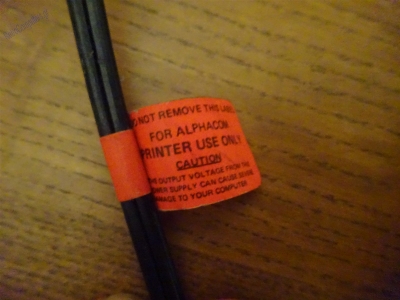 DO NOT REMOVE THIS LABEL
FOR ALPHACOM
PRINTER USE ONLY
CAUTION
THE OUTPUT VOLTAGE FROM THE
POWER SUPPLY CAN CAUSE SEVERE
DAMAGE TO YOUR COMPUTER